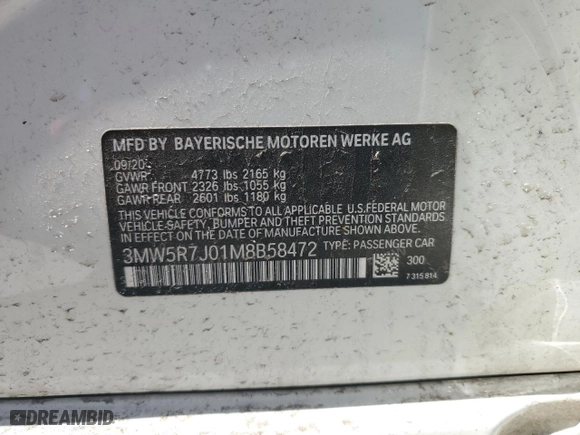 MFD BY BAYERISCHE MOTOREN WERKE AG
09/20
GVWR 4773 lbs 2165 kg
GAWR FRONT 2326 lbs 1055 kg
GAWR REAR 2601 lbs 1180 kg
THIS VEHICLE CONFORMS TO ALL APPLICABLE U.S.FEDERAL MOTOR
VEHICLE-SAFETY,BUMPER,AND THEFT PREVENTION STANDARDS
IN EFFECT ON THE DATE OF MANUFACTURE SHOWN ABOVE.
3MW5R7J01M8B58472 TYPE: PASSENGER CAR
300
7 315 814
DREAMBID